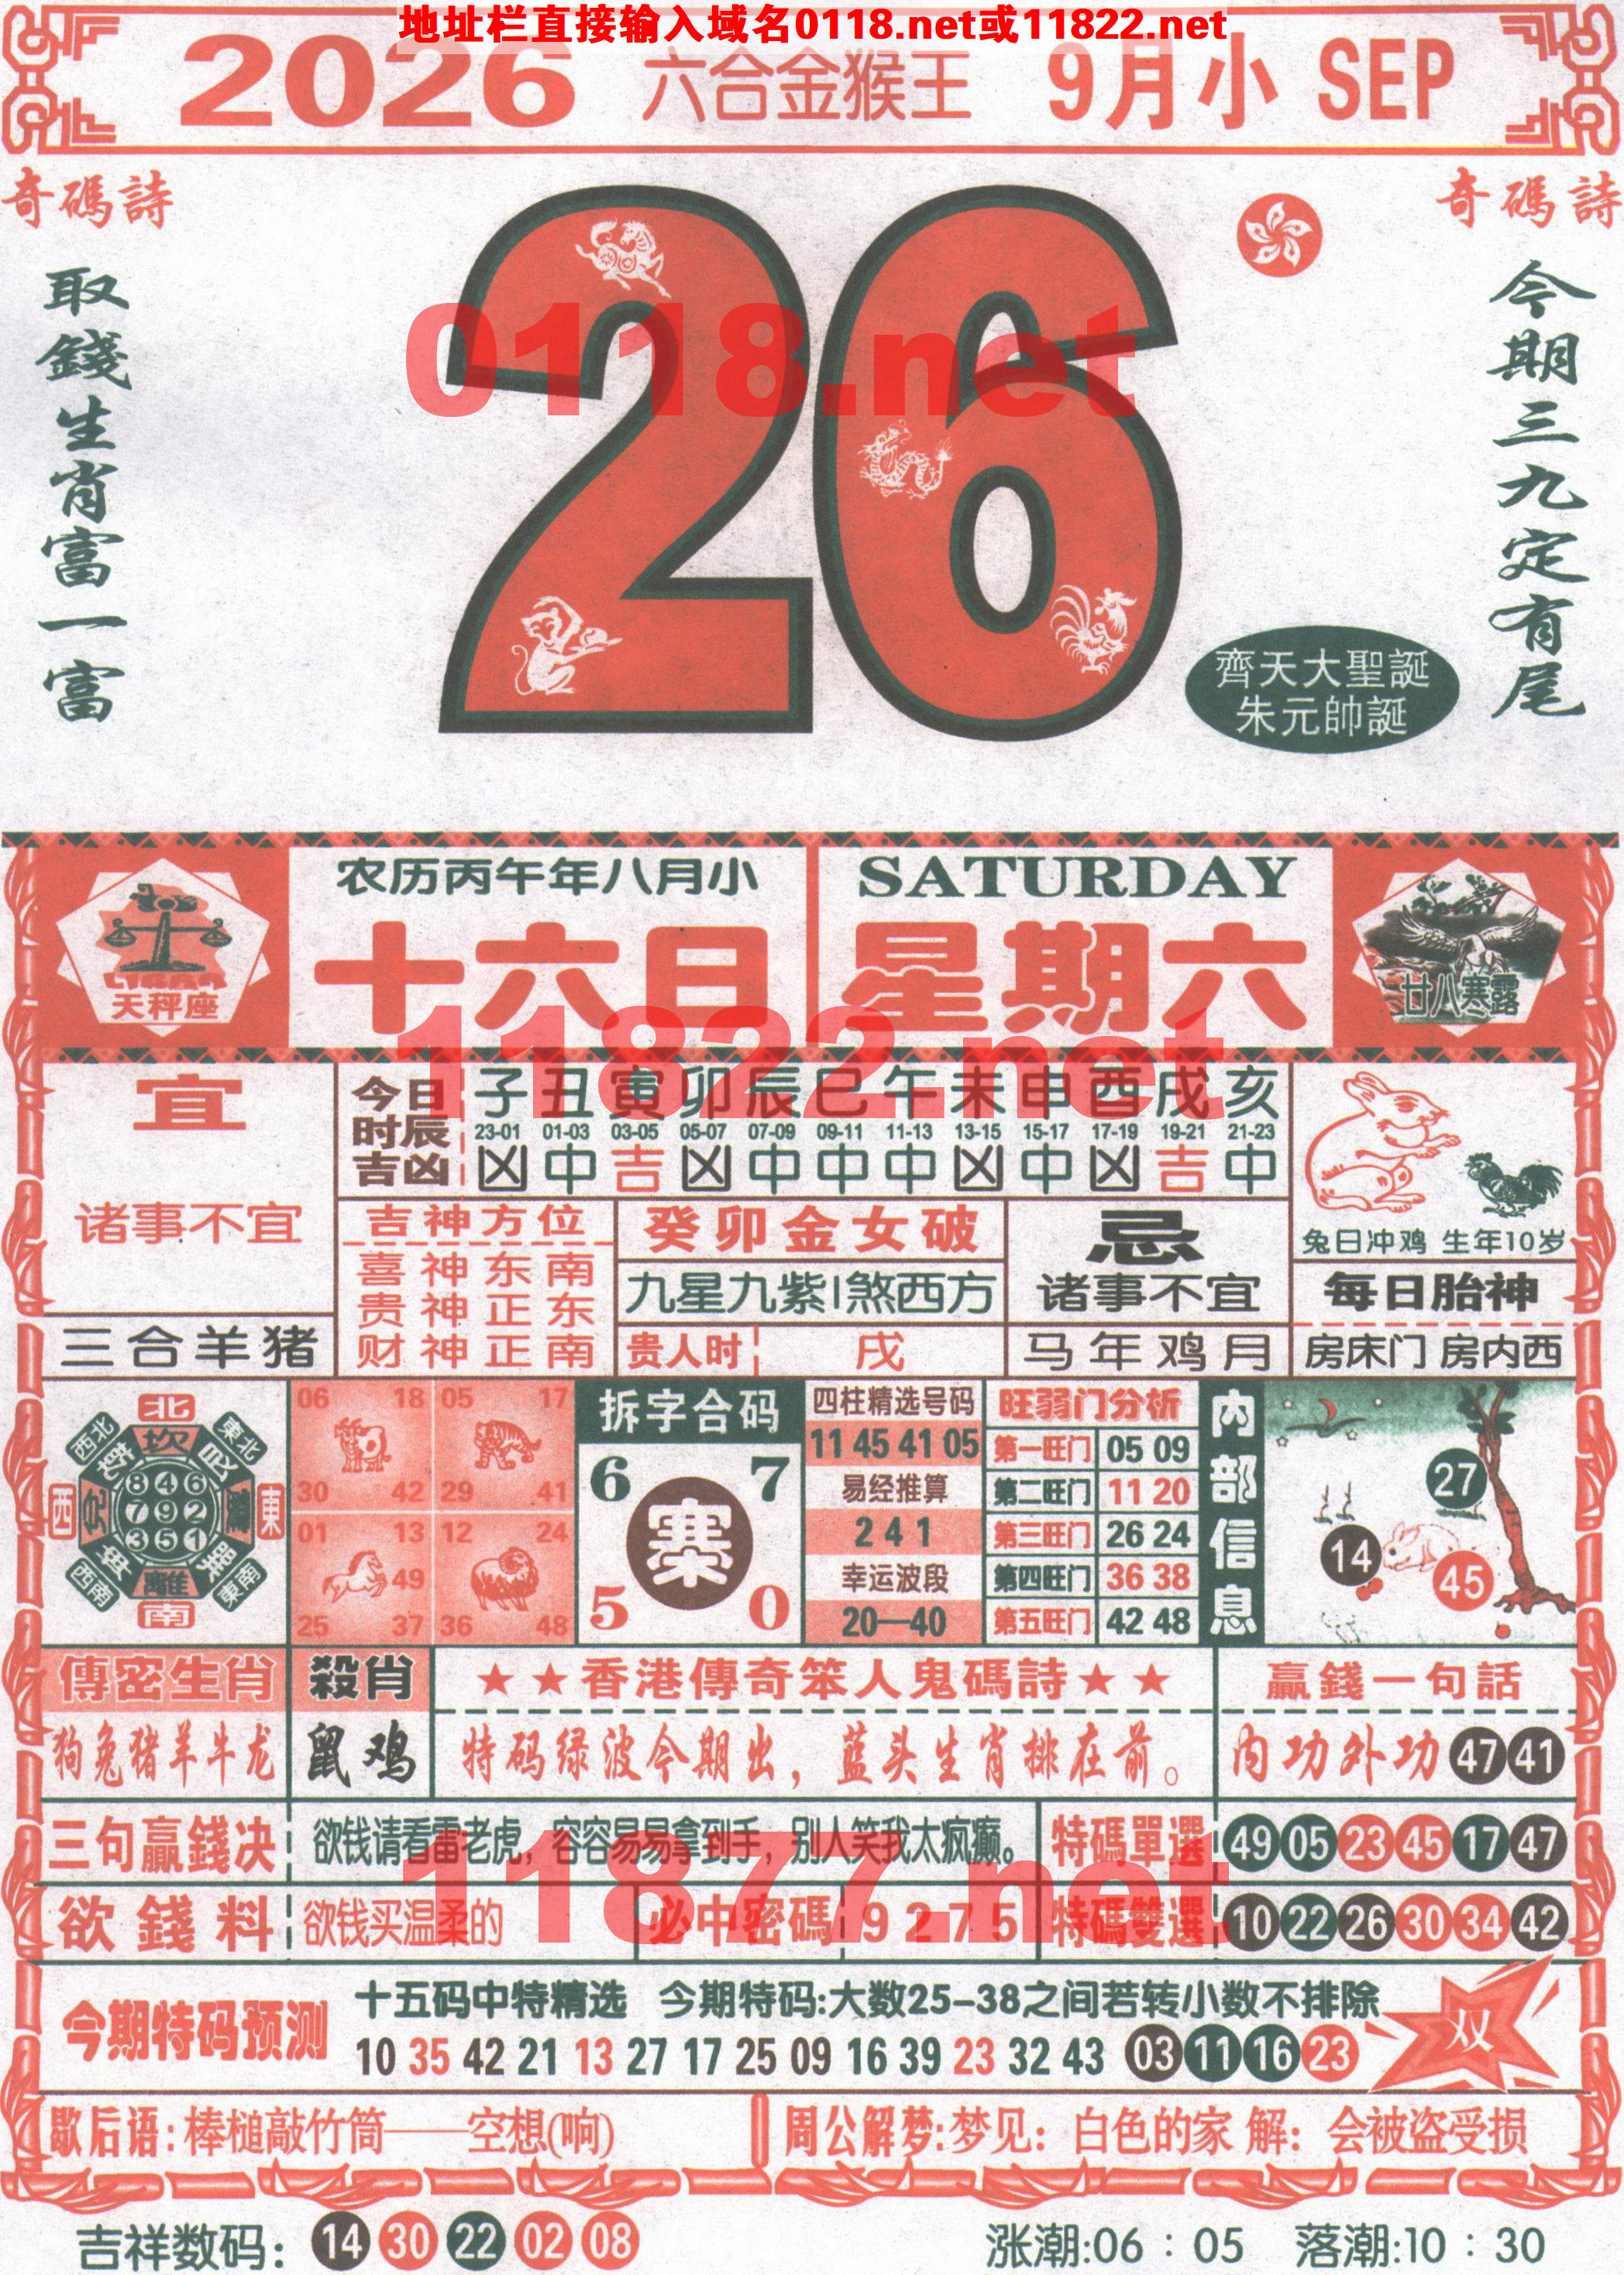 地址栏直接输入域名0118.net或11822.net
2026 六合金猴王 9月小 SEP
奇碼詩
取錢生肖富一富
26
0118.net
奇碼詩
今期三九定有尾
齊天大聖誕
朱元帥誕
天秤座
农历丙午年八月小
十六日
SATURDAY
星期六
廿八寒露
11822.net
宜
诸事不宜
三合羊猪
今日时辰吉凶
子 丑 寅 卯 辰 巳 午 未 申 酉 戌 亥
23-01 01-03 03-05 05-07 07-09 09-11 11-13 13-15 15-17 17-19 19-21 21-23
凶 中 吉 凶 中 中 中 凶 中 凶 吉 中
吉神方位
喜神东南
贵神正东
财神正南
癸卯金女破
九星九紫|煞西方
贵人时 戌
忌
诸事不宜
马年鸡月
兔日冲鸡 生年10岁
每日胎神
房床门 房内西
北
西北 坎 東北
西 846 東
792
351
西南 離 東南
南
06 18 05 17
30 42 29 41
01 13 12 24
49
25 37 36 48
拆字合码
6 7
寨
5 0
四柱精选号码
11 45 41 05
易经推算
2 4 1
幸运波段
20—40
旺弱门分析
第一旺门 05 09
第二旺门 11 20
第三旺门 26 24
第四旺门 36 38
第五旺门 42 48
内部信息
27
14
45
傳密生肖
狗兔猪羊牛龙
殺肖
鼠鸡
★★香港傳奇笨人鬼碼詩★★
特码绿波今期出，蓝头生肖排在前。
贏錢一句話
内功外功 47 41
三句贏錢决 欲钱请看雷老虎，容容易易拿到手，别人笑我太疯癫。 特碼單選 49 05 23 45 17 47
11877.net
欲錢料 欲钱买温柔的 必中密碼 9 2 7 5 特碼雙選 10 22 26 30 34 42
今期特码预测
十五码中特精选 今期特码:大数25-38之间若转小数不排除
10 35 42 21 13 27 17 25 09 16 39 23 32 43 03 11 16 23
双
歇后语: 棒槌敲竹筒——空想(响)
周公解梦: 梦见：白色的家 解：会被盗受损
吉祥数码： 14 30 22 02 08
涨潮:06：05 落潮:10：30